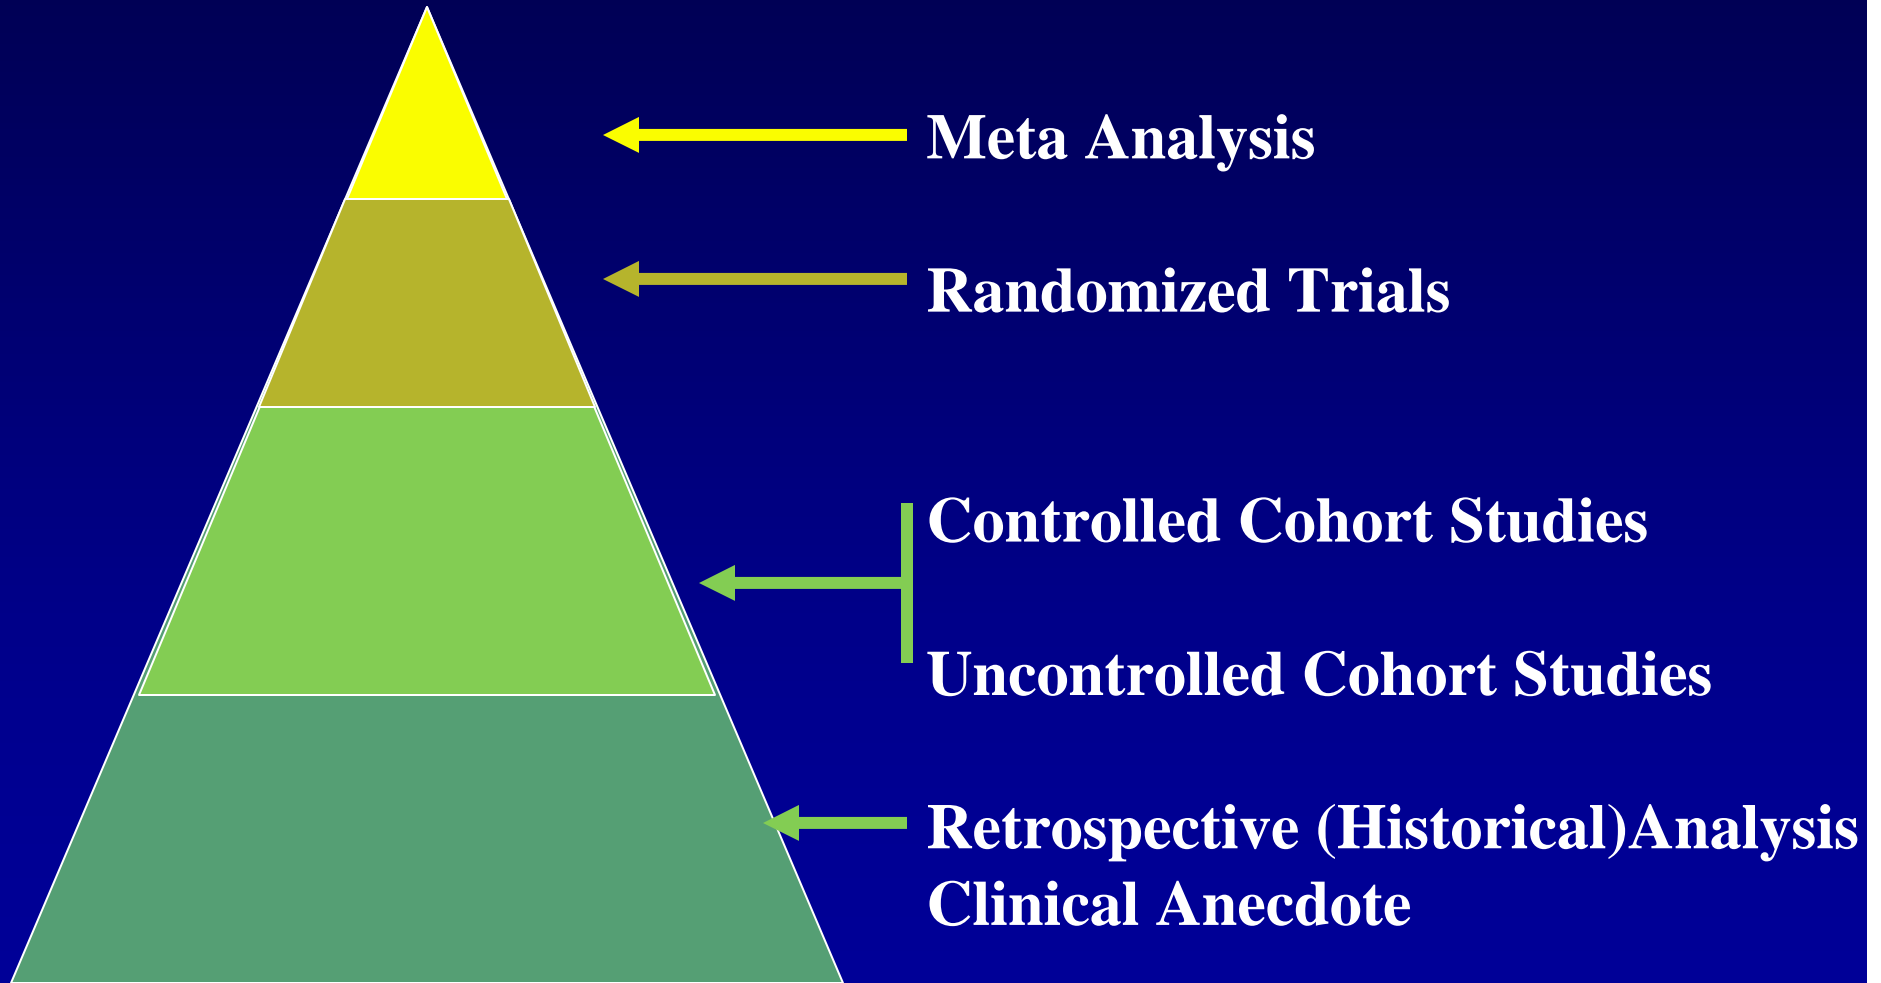 Meta Analysis
Randomized Trials
Controlled Cohort Studies
Uncontrolled Cohort Studies
Retrospective (Historical)Analysis
Clinical Anecdote